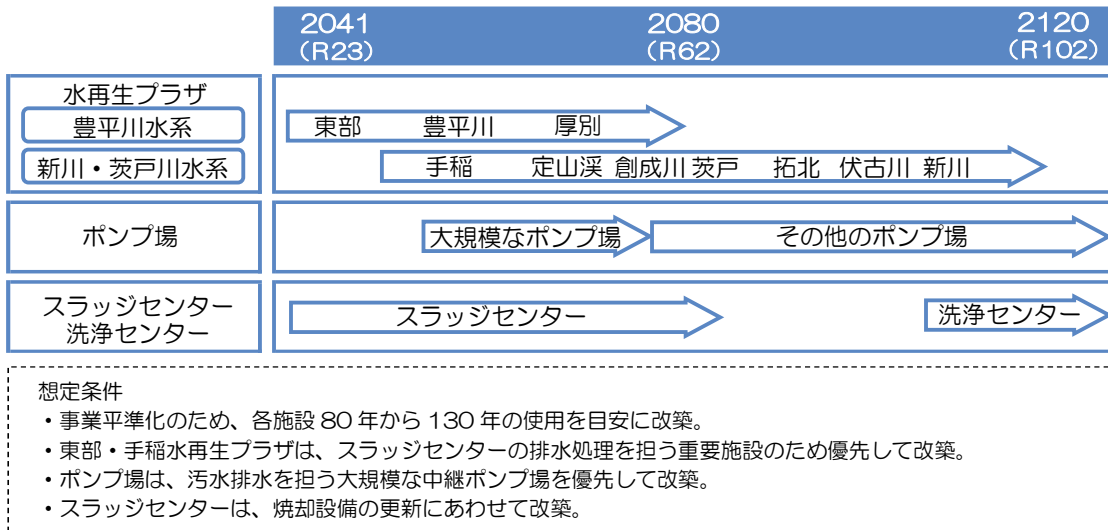 2041 2080 2120
(R23) (R62) (R102)
水再生プラザ
豊平川水系
東部 豊平川 厚別
新川・茨戸川水系
手稲 定山渓 創成川 茨戸 拓北 伏古川 新川
ポンプ場
大規模なポンプ場 その他のポンプ場
スラッジセンター
洗浄センター
スラッジセンター 洗浄センター
想定条件
・事業平準化のため、各施設 80 年から 130 年の使用を目安に改築。
・東部・手稲水再生プラザは、スラッジセンターの排水処理を担う重要施設のため優先して改築。
・ポンプ場は、汚水排水を担う大規模な中継ポンプ場を優先して改築。
・スラッジセンターは、焼却設備の更新にあわせて改築。